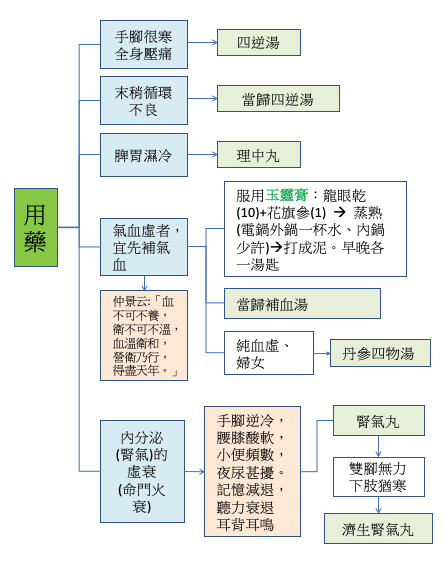 用
藥
手腳很寒
全身壓痛
四逆湯
末稍循環
不良
當歸四逆湯
脾胃濕冷
理中丸
氣血虛者，
宜先補氣
血
仲景云:「血
不可不養，
衛不可不溫，
血溫衛和，
營衛乃行，
得盡天年。」
服用玉靈膏：龍眼乾
(10)+花旗參(1) → 蒸熟
(電鍋外鍋一杯水、內鍋
少許)→打成泥。早晚各
一湯匙
當歸補血湯
純血虛、
婦女
丹參四物湯
內分泌
(腎氣)的
虛衰
(命門火
衰)
手腳逆冷，
腰膝酸軟，
小便頻數，
夜尿甚擾。
記憶減退，
聽力衰退
耳背耳鳴
腎氣丸
雙腳無力
下肢猶寒
濟生腎氣丸